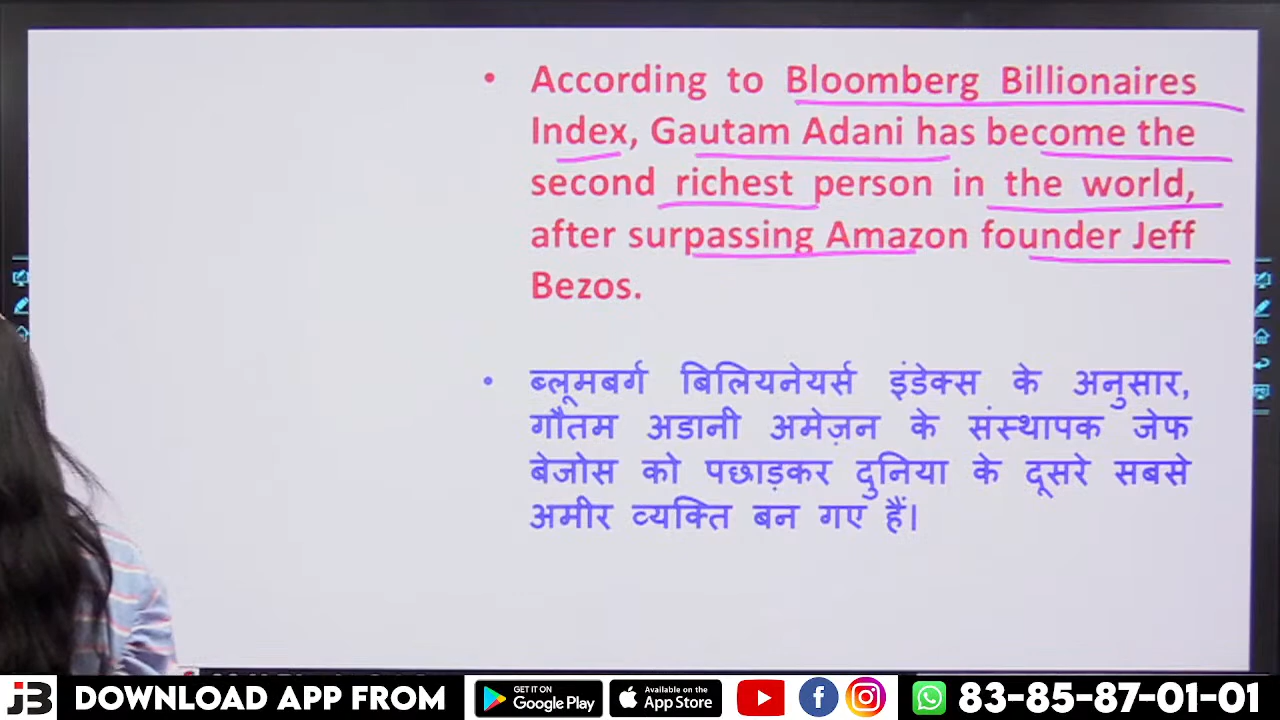 • According to Bloomberg Billionaires
Index, Gautam Adani has become the
second richest person in the world,
after surpassing Amazon founder Jeff
Bezos.
• ब्लूमबर्ग बिलियनेयर्स इंडेक्स के अनुसार,
गौतम अडानी अमेज़न के संस्थापक जेफ
बेजोस को पछाड़कर दुनिया के दूसरे सबसे
अमीर व्यक्ति बन गए हैं।
JB DOWNLOAD APP FROM GET IT ON Google Play Available on the App Store 83-85-87-01-01